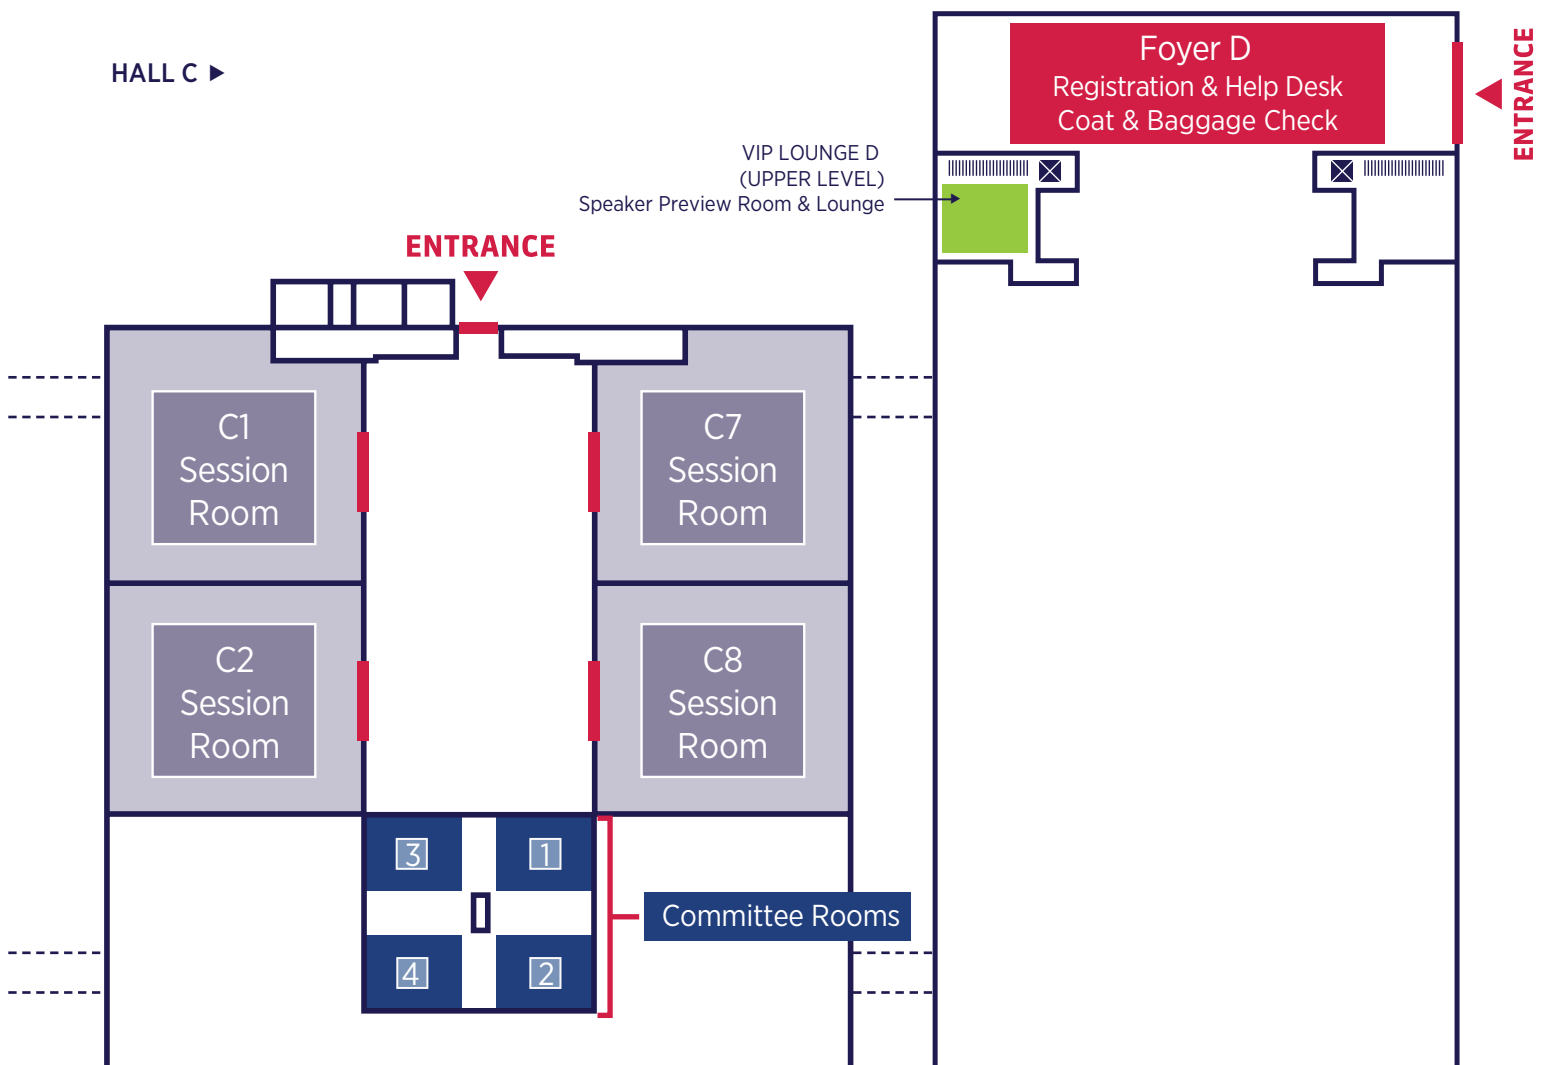 HALL C
Foyer D
Registration & Help Desk
Coat & Baggage Check
ENTRANCE
VIP LOUNGE D
(UPPER LEVEL)
Speaker Preview Room & Lounge
ENTRANCE
C1
Session
Room
C7
Session
Room
C2
Session
Room
C8
Session
Room
3
1
Committee Rooms
4
2